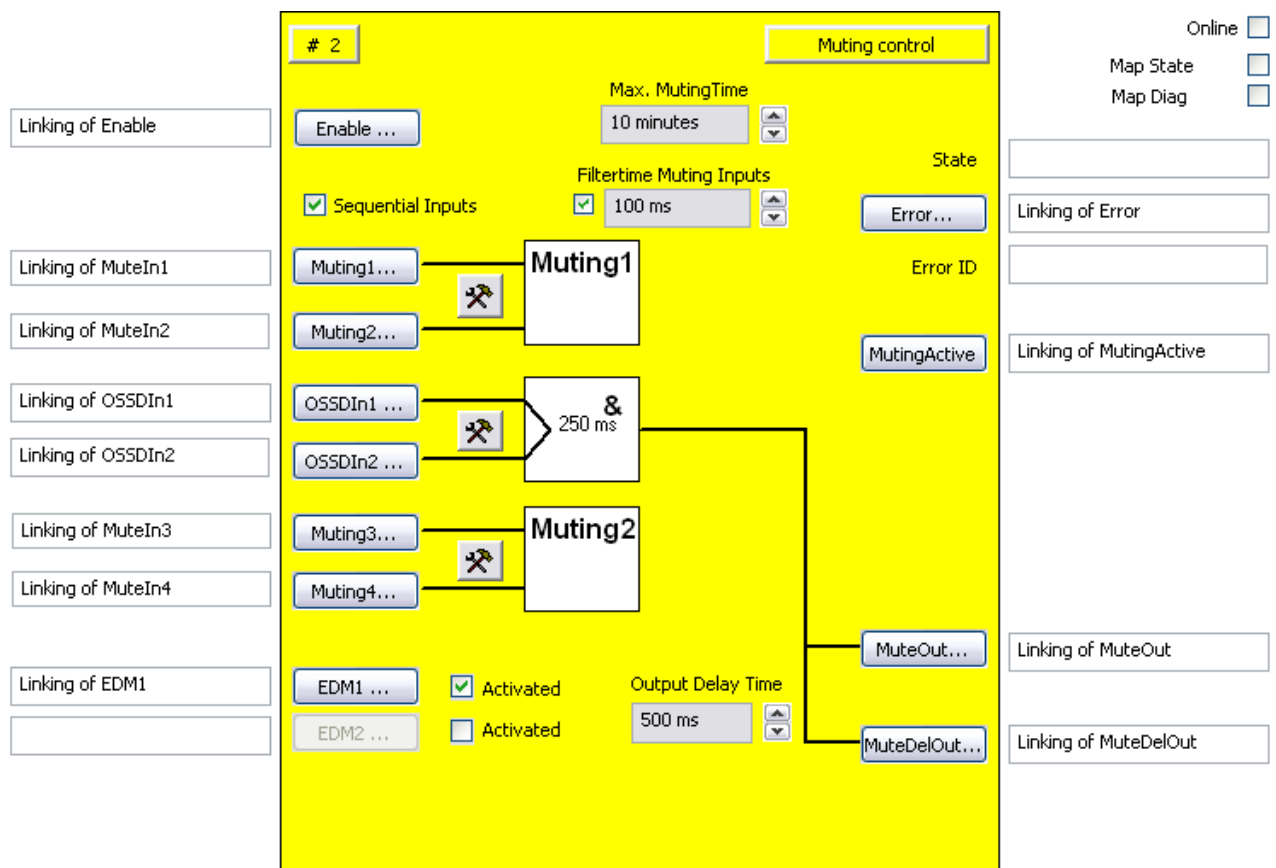 # 2
Muting control
Online
Map State
Map Diag
Max. MutingTime
10 minutes
Linking of Enable
Enable ...
State
Filtertime Muting Inputs
Sequential Inputs
100 ms
Error...
Linking of Error
Linking of MuteIn1
Muting1...
Muting1
Error ID
Linking of MuteIn2
Muting2...
MutingActive
Linking of MutingActive
Linking of OSSDIn1
OSSDIn1 ...
&
250 ms
Linking of OSSDIn2
OSSDIn2 ...
Linking of MuteIn3
Muting3...
Muting2
Linking of MuteIn4
Muting4...
MuteOut...
Linking of MuteOut
Linking of EDM1
EDM1 ...
Activated
Output Delay Time
500 ms
EDM2 ...
Activated
MuteDelOut...
Linking of MuteDelOut